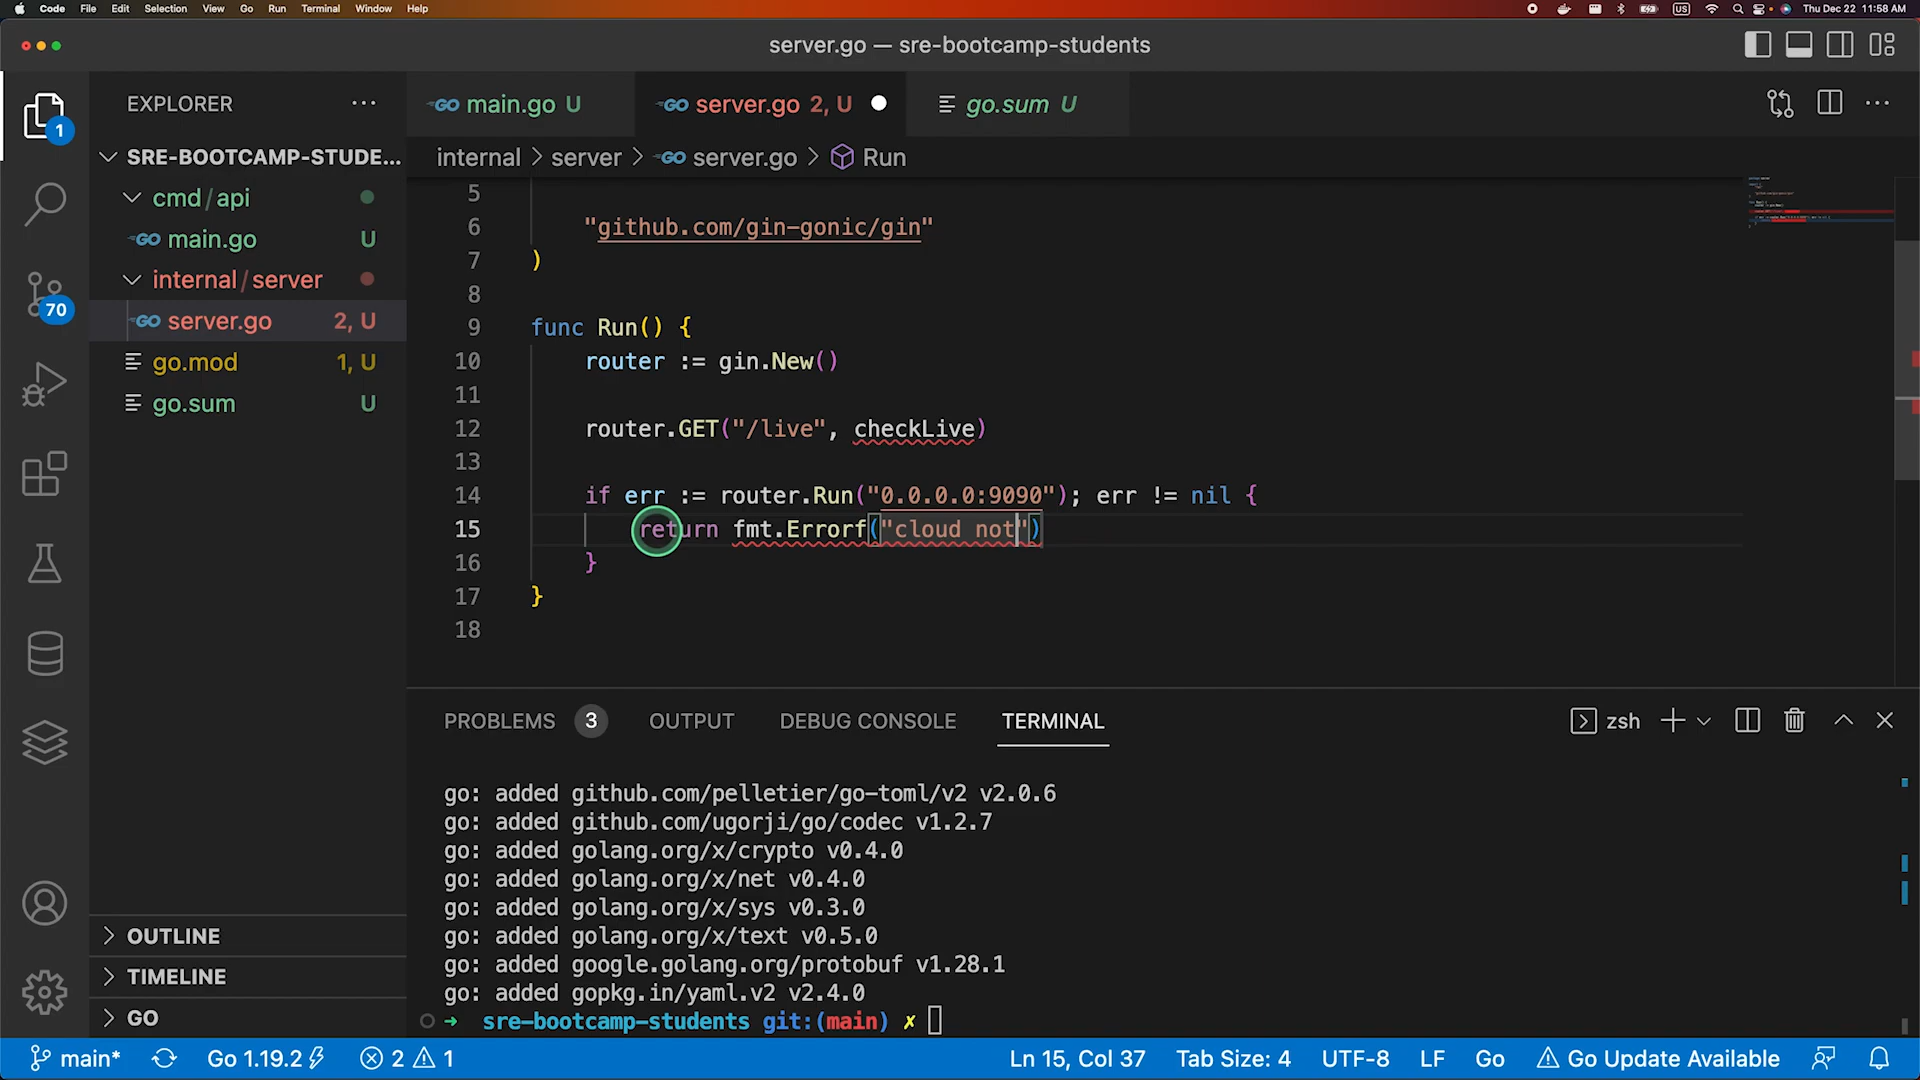 Code File Edit Selection View Go Run Terminal Window Help
US
Thu Dec 22 11:58 AM
server.go — sre-bootcamp-students
EXPLORER
main.go U
server.go 2, U
go.sum U
1
internal > server > server.go > Run
SRE-BOOTCAMP-STUDE...
cmd/api
main.go U
internal/server
server.go 2, U
go.mod 1, U
go.sum U
70
5
6 "github.com/gin-gonic/gin"
7 )
8
9 func Run() {
10 router := gin.New()
11
12 router.GET("/live", checkLive)
13
14 if err := router.Run("0.0.0.0:9090"); err != nil {
15 return fmt.Errorf("cloud not")
16 }
17 }
18
PROBLEMS 3 OUTPUT DEBUG CONSOLE TERMINAL
zsh
go: added github.com/pelletier/go-toml/v2 v2.0.6
go: added github.com/ugorji/go/codec v1.2.7
go: added golang.org/x/crypto v0.4.0
go: added golang.org/x/net v0.4.0
go: added golang.org/x/sys v0.3.0
go: added golang.org/x/text v0.5.0
go: added google.golang.org/protobuf v1.28.1
go: added gopkg.in/yaml.v2 v2.4.0
→ sre-bootcamp-students git:(main) ✗
OUTLINE
TIMELINE
GO
main* Go 1.19.2 2 1
Ln 15, Col 37 Tab Size: 4 UTF-8 LF Go Go Update Available